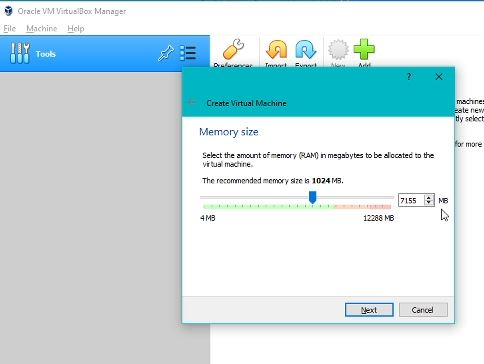 Oracle VM VirtualBox Manager
File Machine Help
Tools
Preferences Import Export New Add
machines
eate new
tly select
for more
?
Create Virtual Machine
Memory size
Select the amount of memory (RAM) in megabytes to be allocated to the
virtual machine.
The recommended memory size is 1024 MB.
7155 MB
4 MB 12288 MB
Next Cancel